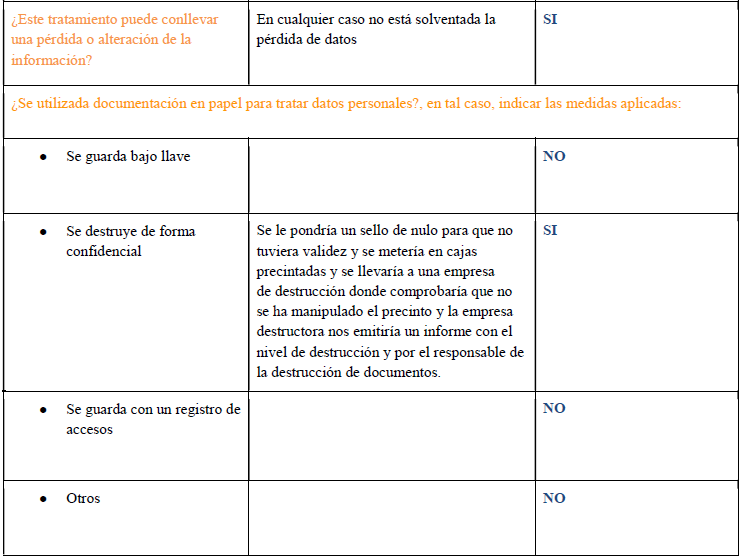 ¿Este tratamiento puede conllevar
una pérdida o alteración de la
información?
En cualquier caso no está solventada la
pérdida de datos
SI
¿Se utilizada documentación en papel para tratar datos personales?, en tal caso, indicar las medidas aplicadas:
● Se guarda bajo llave
NO
● Se destruye de forma
confidencial
Se le pondría un sello de nulo para que no
tuviera validez y se metería en cajas
precintadas y se llevaría a una empresa
de destrucción donde comprobaría que no
se ha manipulado el precinto y la empresa
destructora nos emitiría un informe con el
nivel de destrucción y por el responsable de
la destrucción de documentos.
SI
● Se guarda con un registro de
accesos
NO
● Otros
NO